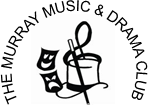 THE MURRAY MUSIC & DRAMA CLUB